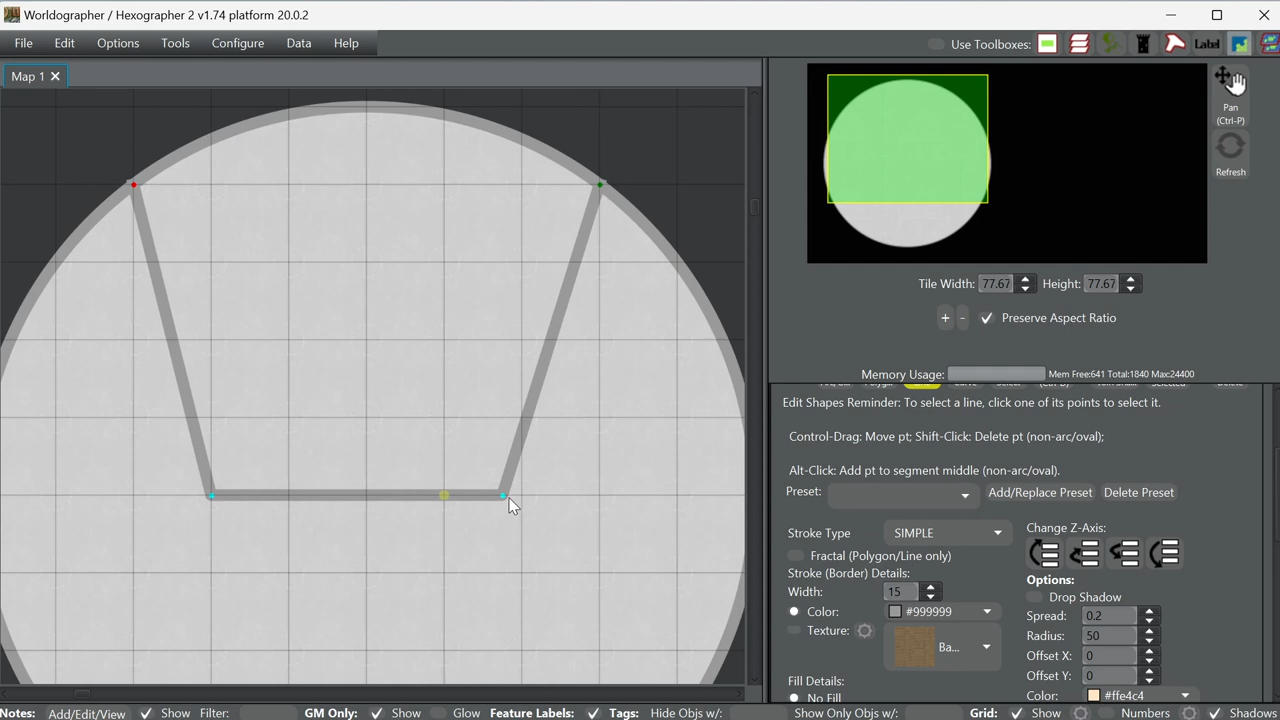 Worldographer / Hexographer 2 v1.74 platform 20.0.2
File Edit Options Tools Configure Data Help
Use Toolboxes: Label
Map 1
Pan
(Ctrl-P)
Refresh
Tile Width: 77.67 Height: 77.67
+ - Preserve Aspect Ratio
Memory Usage: Mem Free:641 Total:1840 Max:24400
Edit Shapes Reminder: To select a line, click one of its points to select it.
Control-Drag: Move pt; Shift-Click: Delete pt (non-arc/oval);
Alt-Click: Add pt to segment middle (non-arc/oval).
Preset: Add/Replace Preset Delete Preset
Stroke Type SIMPLE Change Z-Axis:
Fractal (Polygon/Line only)
Stroke (Border) Details: Options:
Width: 15 Drop Shadow
Color: #999999 Spread: 0.2
Texture: Ba... Radius: 50
Offset X: 0
Offset Y: 0
Fill Details: Color: #ffe4c4
No Fill
Notes: Add/Edit/View Show Filter: GM Only: Show Glow Feature Labels: Tags: Hide Objs w/: Show Only Objs w/: Grid: Show Numbers Shadows